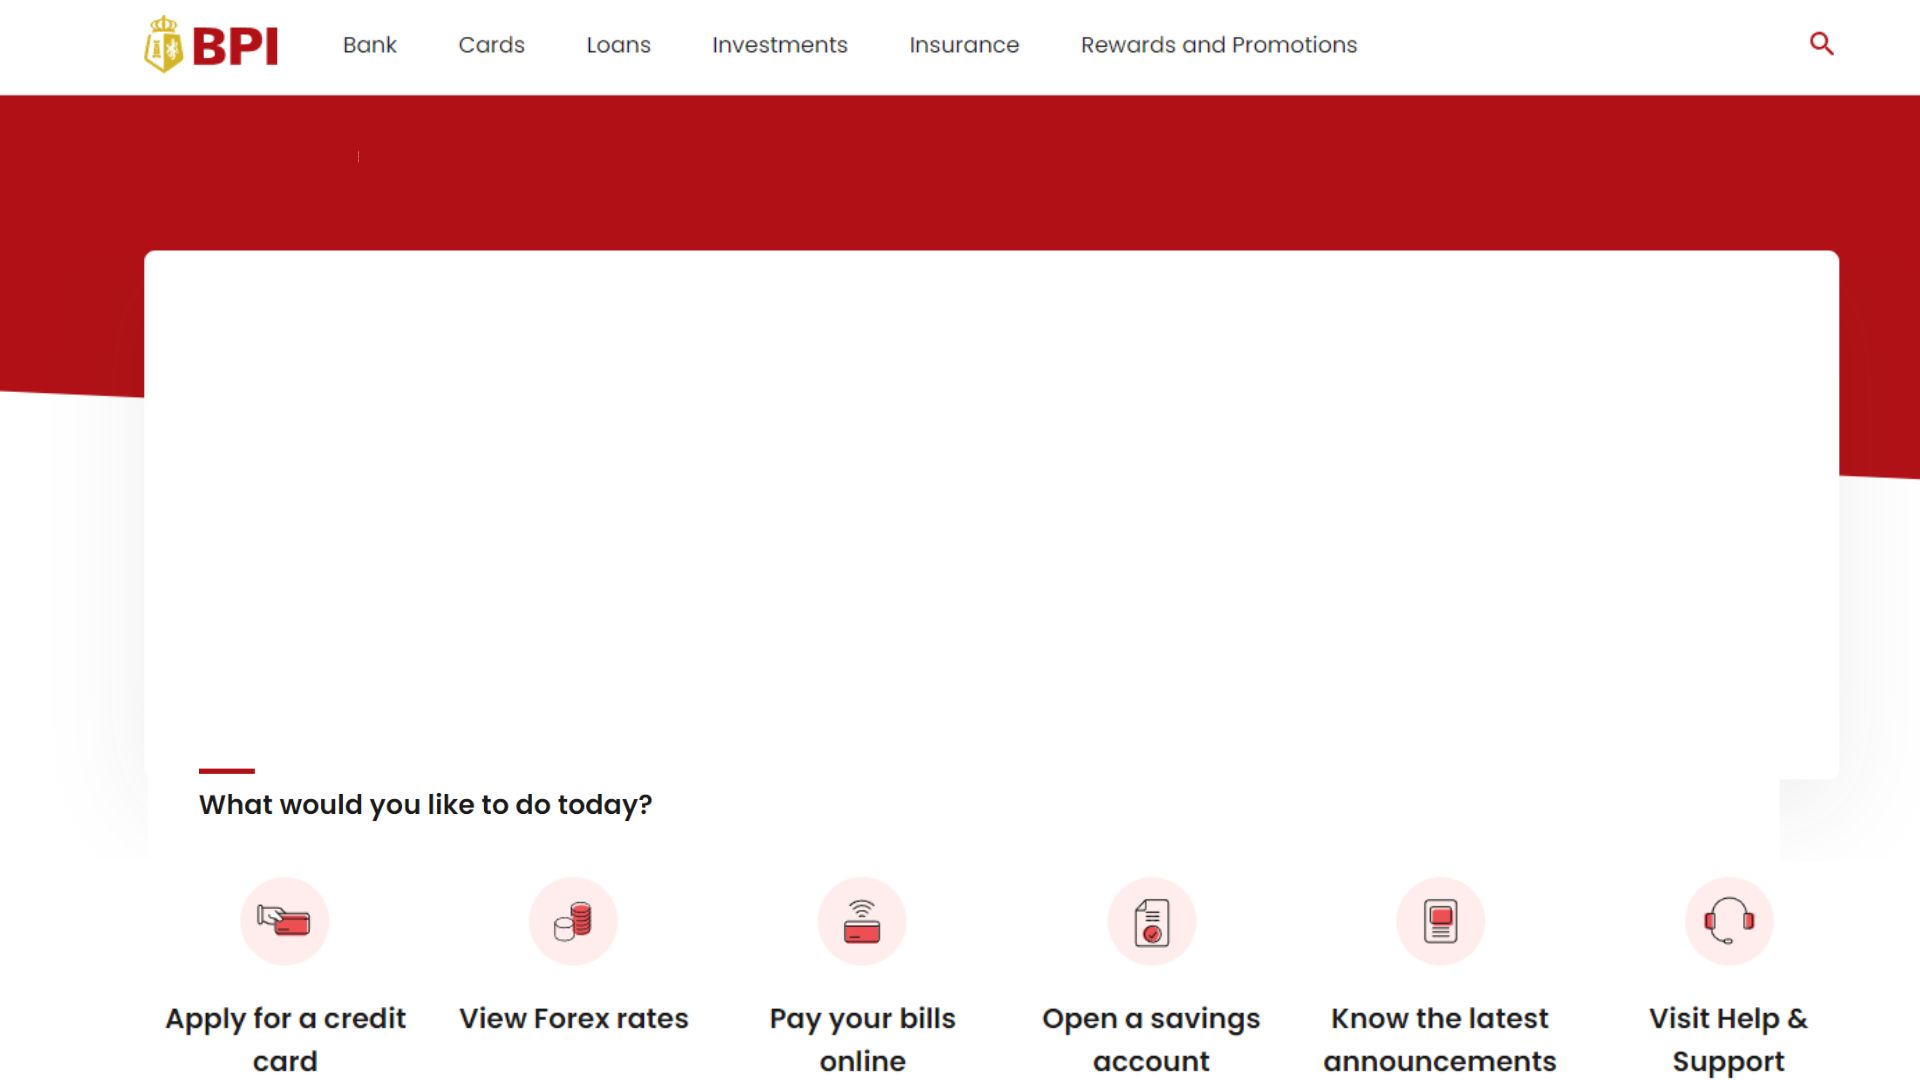 BPI
Bank
Cards
Loans
Investments
Insurance
Rewards and Promotions
What would you like to do today?
Apply for a credit
card
View Forex rates
Pay your bills
online
Open a savings
account
Know the latest
announcements
Visit Help &
Support